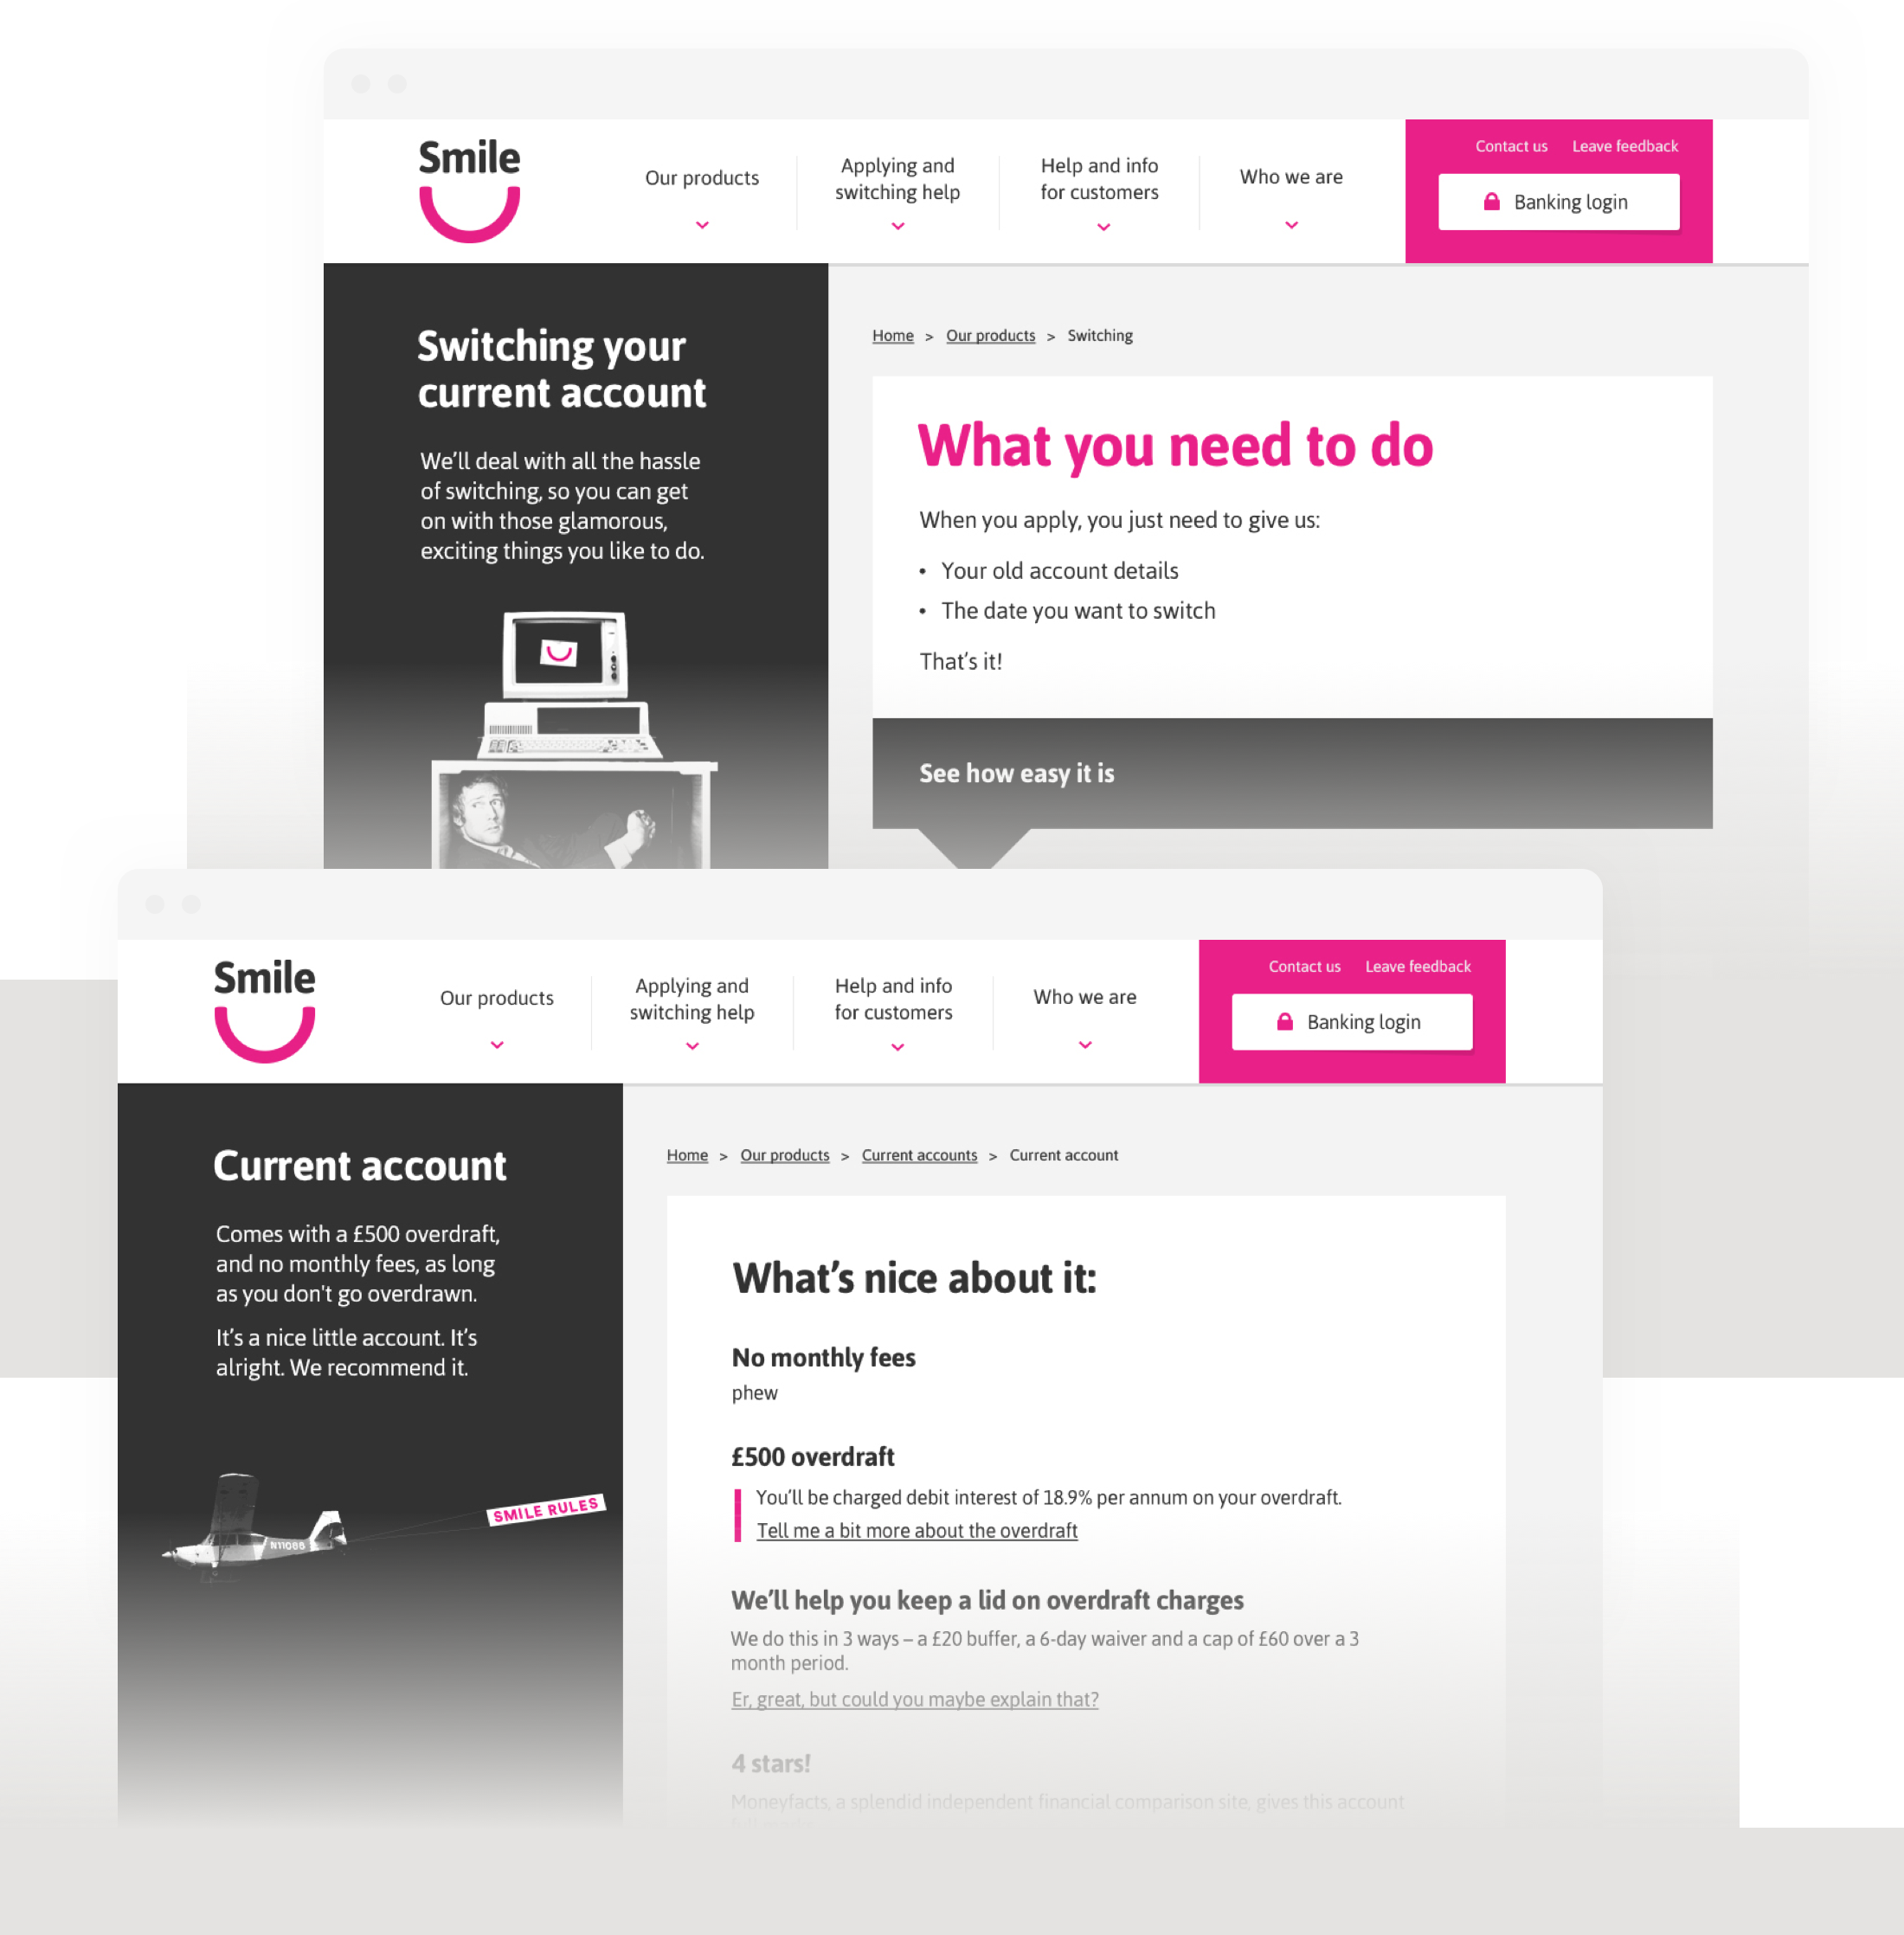 Smile
Our products
Applying and
switching help
Help and info
for customers
Who we are
Contact us
Leave feedback
Banking login
Switching your
current account
We’ll deal with all the hassle
of switching, so you can get
on with those glamorous,
exciting things you like to do.
Home > Our products > Switching
What you need to do
When you apply, you just need to give us:
• Your old account details
• The date you want to switch
That’s it!
See how easy it is
Smile
Our products
Applying and
switching help
Help and info
for customers
Who we are
Contact us
Leave feedback
Banking login
Current account
Comes with a £500 overdraft,
and no monthly fees, as long
as you don't go overdrawn.
It’s a nice little account. It’s
alright. We recommend it.
SMILE RULES
N11086
Home > Our products > Current accounts > Current account
What’s nice about it:
No monthly fees
phew
£500 overdraft
You’ll be charged debit interest of 18.9% per annum on your overdraft.
Tell me a bit more about the overdraft
We’ll help you keep a lid on overdraft charges
We do this in 3 ways – a £20 buffer, a 6-day waiver and a cap of £60 over a 3
month period.
Er, great, but could you maybe explain that?
4 stars!
Moneyfacts, a splendid independent financial comparison site, gives this account